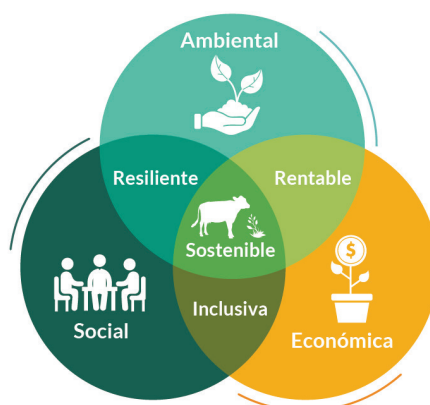 Ambiental
Resiliente
Rentable
Sostenible
Inclusiva
Social
Económica
$